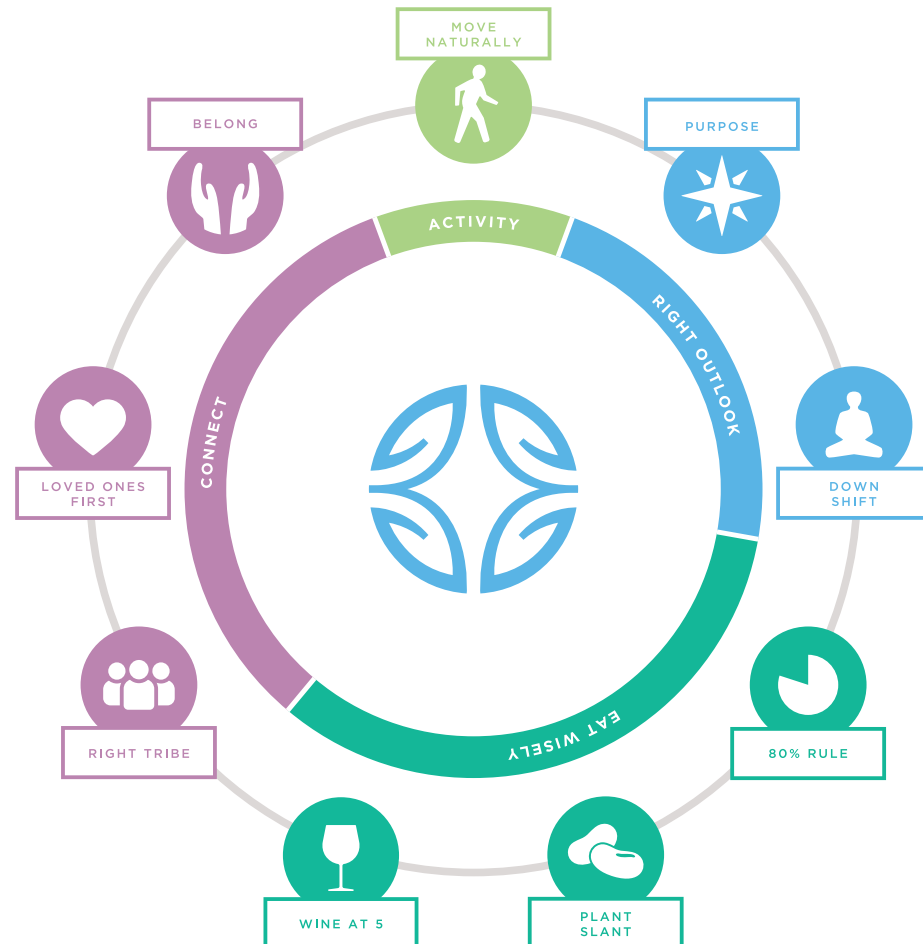 MOVE
NATURALLY
BELONG
PURPOSE
ACTIVITY
RIGHT OUTLOOK
CONNECT
LOVED ONES
FIRST
DOWN
SHIFT
EAT WISELY
RIGHT TRIBE
80% RULE
WINE AT 5
PLANT
SLANT